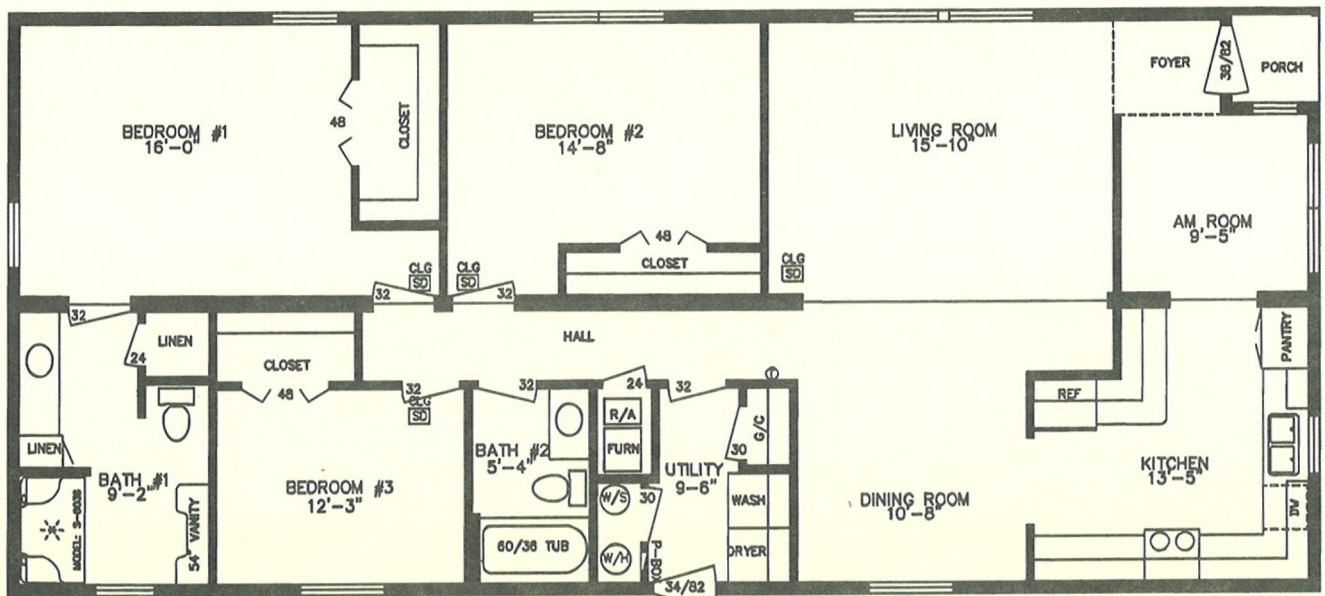 BEDROOM #1
16'-0"
48
CLOSET
BEDROOM #2
14'-8"
48
CLOSET
LIVING ROOM
15'-10"
FOYER
38/82
PORCH
AM ROOM
9'-5"
CLG
SD
CLG
SD
CLG
SD
32
32
32
24
LINEN
CLOSET
48
HALL
32
CLG
SD
32
24
32
T
LINEN
BATH #1
9'-2"
MODEL: S-603S
54" VANITY
BEDROOM #3
12'-3"
BATH #2
5'-4"
60/36 TUB
R/A
FURN
W/S
W/H
30
P-BOX
UTILITY
9-6"
30
G/C
WASH
DRYER
34/82
DINING ROOM
10'-8"
REF
PANTRY
KITCHEN
13'-5"
DW